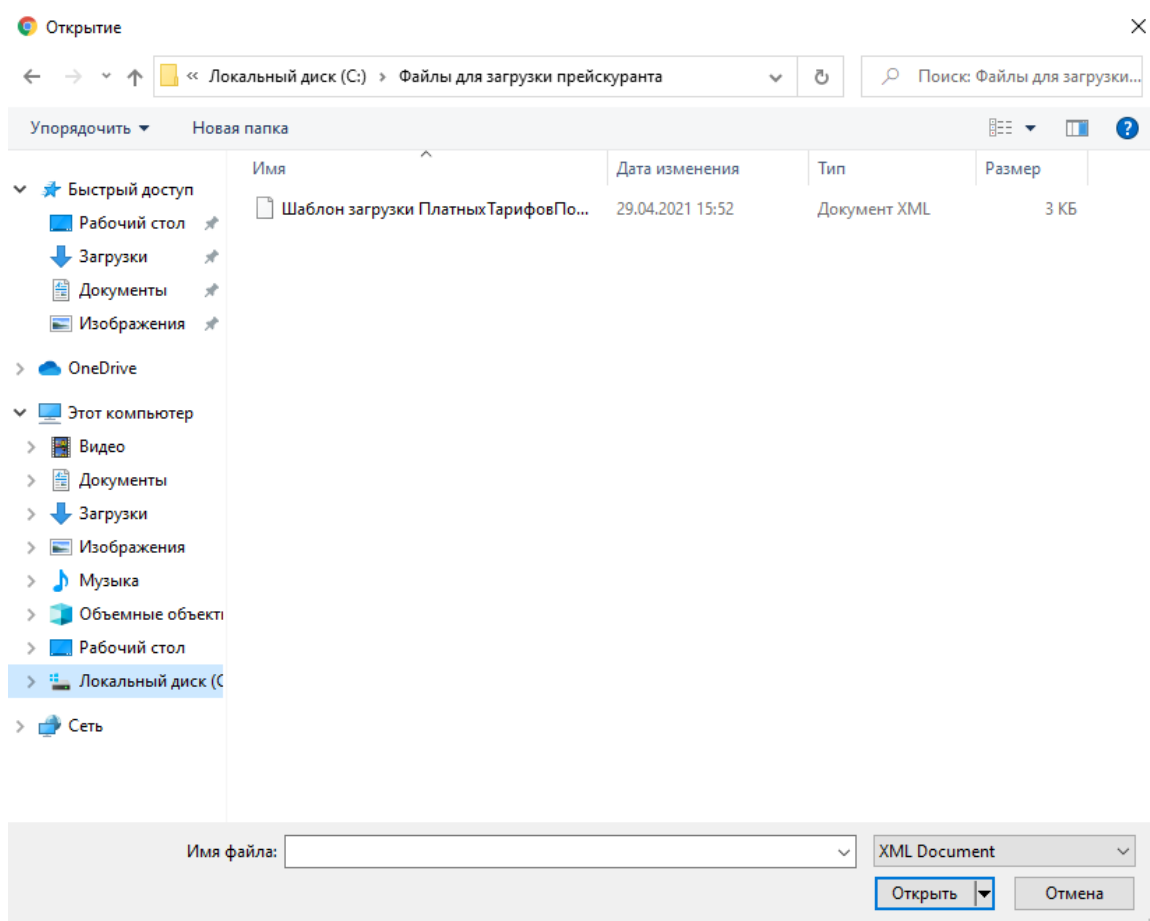 Открытие
« Локальный диск (C:) › Файлы для загрузки прейскуранта
Поиск: Файлы для загрузки...
Упорядочить
Новая папка
Имя
Дата изменения
Тип
Размер
Быстрый доступ
Рабочий стол
Загрузки
Документы
Изображения
OneDrive
Этот компьютер
Видео
Документы
Загрузки
Изображения
Музыка
Объемные объекты
Рабочий стол
Локальный диск (C
Сеть
Шаблон загрузки ПлатныхТарифовПо...
29.04.2021 15:52
Документ XML
3 КБ
Имя файла:
XML Document
Открыть
Отмена